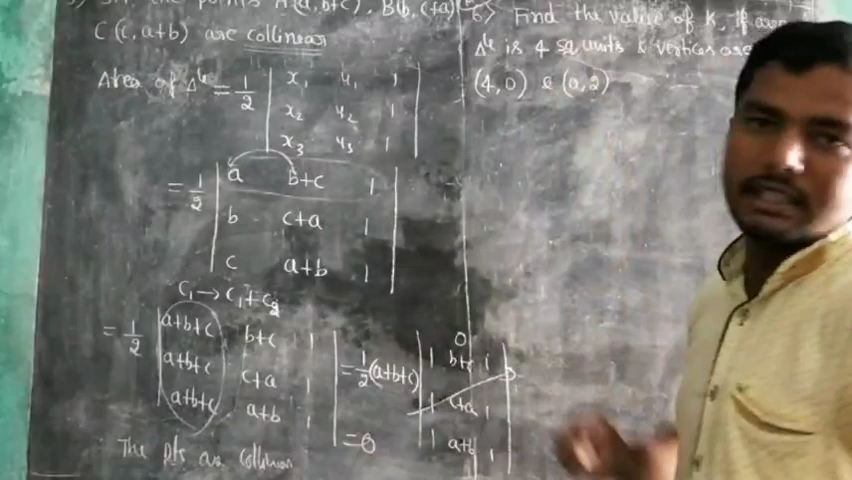 the points A(a, b+c), B(b, c+a)
C (c, a+b) are collinear
Area of Δle = 1/2 | x₁ y₁ 1 |
| x₂ y₂ 1 |
| x₃ y₃ 1 |
= 1/2 | a b+c 1 |
| b c+a 1 |
| c a+b 1 |
C₁ → C₁+C₂
= 1/2 | a+b+c b+c 1 | = 1/2 (a+b+c) | 1 b+c 1 |
| a+b+c c+a 1 | | 1 c+a 1 |
| a+b+c a+b 1 | | 1 a+b 1 |
0
= 0
The pts are collinear
6) Find the value of K, if area
Δle is 4 sq units & vertices are
(4,0) & (0,2)